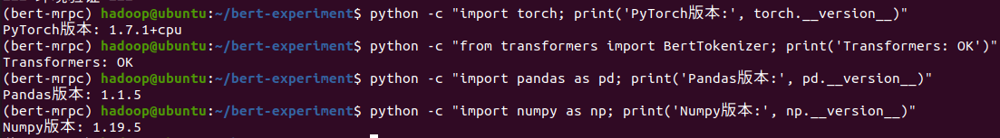 (bert-mrpc) hadoop@ubuntu:~/bert-experiment$ python -c "import torch; print('PyTorch版本:', torch.__version__)"
PyTorch版本: 1.7.1+cpu
(bert-mrpc) hadoop@ubuntu:~/bert-experiment$ python -c "from transformers import BertTokenizer; print('Transformers: OK')"
Transformers: OK
(bert-mrpc) hadoop@ubuntu:~/bert-experiment$ python -c "import pandas as pd; print('Pandas版本:', pd.__version__)"
Pandas版本: 1.1.5
(bert-mrpc) hadoop@ubuntu:~/bert-experiment$ python -c "import numpy as np; print('Numpy版本:', np.__version__)"
Numpy版本: 1.19.5